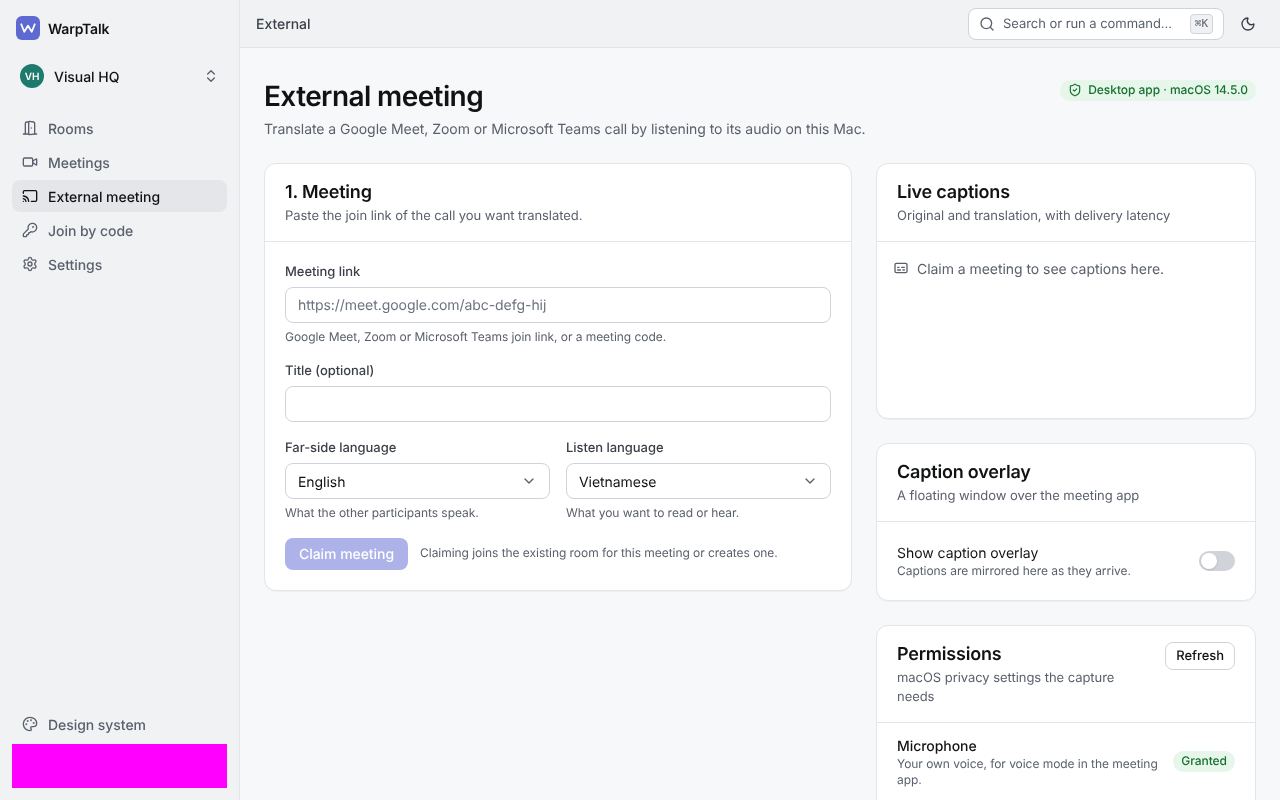 WarpTalk
VH
Visual HQ
Rooms
Meetings
External meeting
Join by code
Settings
Design system
External
Search or run a command...
⌘K
External meeting
Desktop app · macOS 14.5.0
Translate a Google Meet, Zoom or Microsoft Teams call by listening to its audio on this Mac.
1. Meeting
Paste the join link of the call you want translated.
Meeting link
https://meet.google.com/abc-defg-hij
Google Meet, Zoom or Microsoft Teams join link, or a meeting code.
Title (optional)
Far-side language
Listen language
English
Vietnamese
What the other participants speak.
What you want to read or hear.
Claim meeting
Claiming joins the existing room for this meeting or creates one.
Live captions
Original and translation, with delivery latency
Claim a meeting to see captions here.
Caption overlay
A floating window over the meeting app
Show caption overlay
Captions are mirrored here as they arrive.
Permissions
Refresh
macOS privacy settings the capture
needs
Microphone
Your own voice, for voice mode in the meeting
app.
Granted